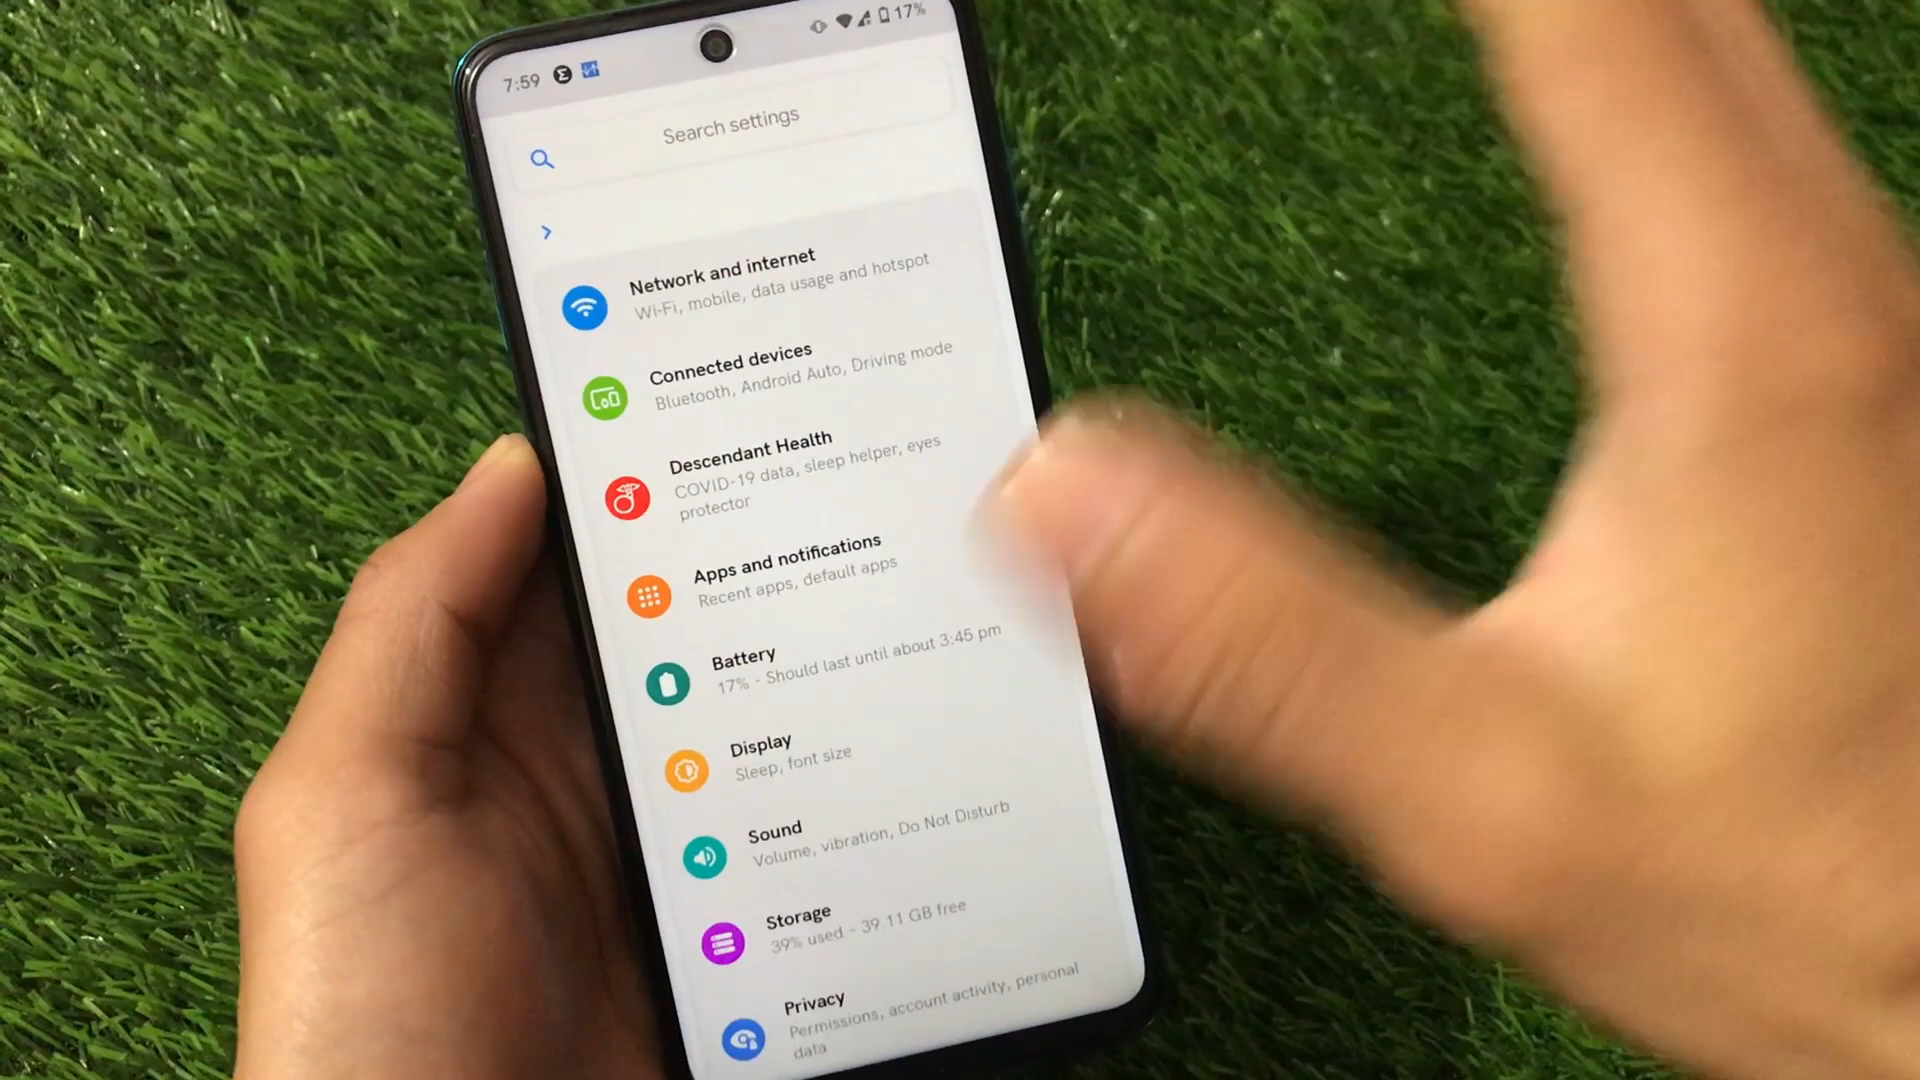 7:59
17%
Search settings
Network and internet
Wi-Fi, mobile, data usage and hotspot
Connected devices
Bluetooth, Android Auto, Driving mode
Descendant Health
COVID-19 data, sleep helper, eyes
protector
Apps and notifications
Recent apps, default apps
Battery
17% - Should last until about 3:45 pm
Display
Sleep, font size
Sound
Volume, vibration, Do Not Disturb
Storage
39% used - 39.11 GB free
Privacy
Permissions, account activity, personal
data